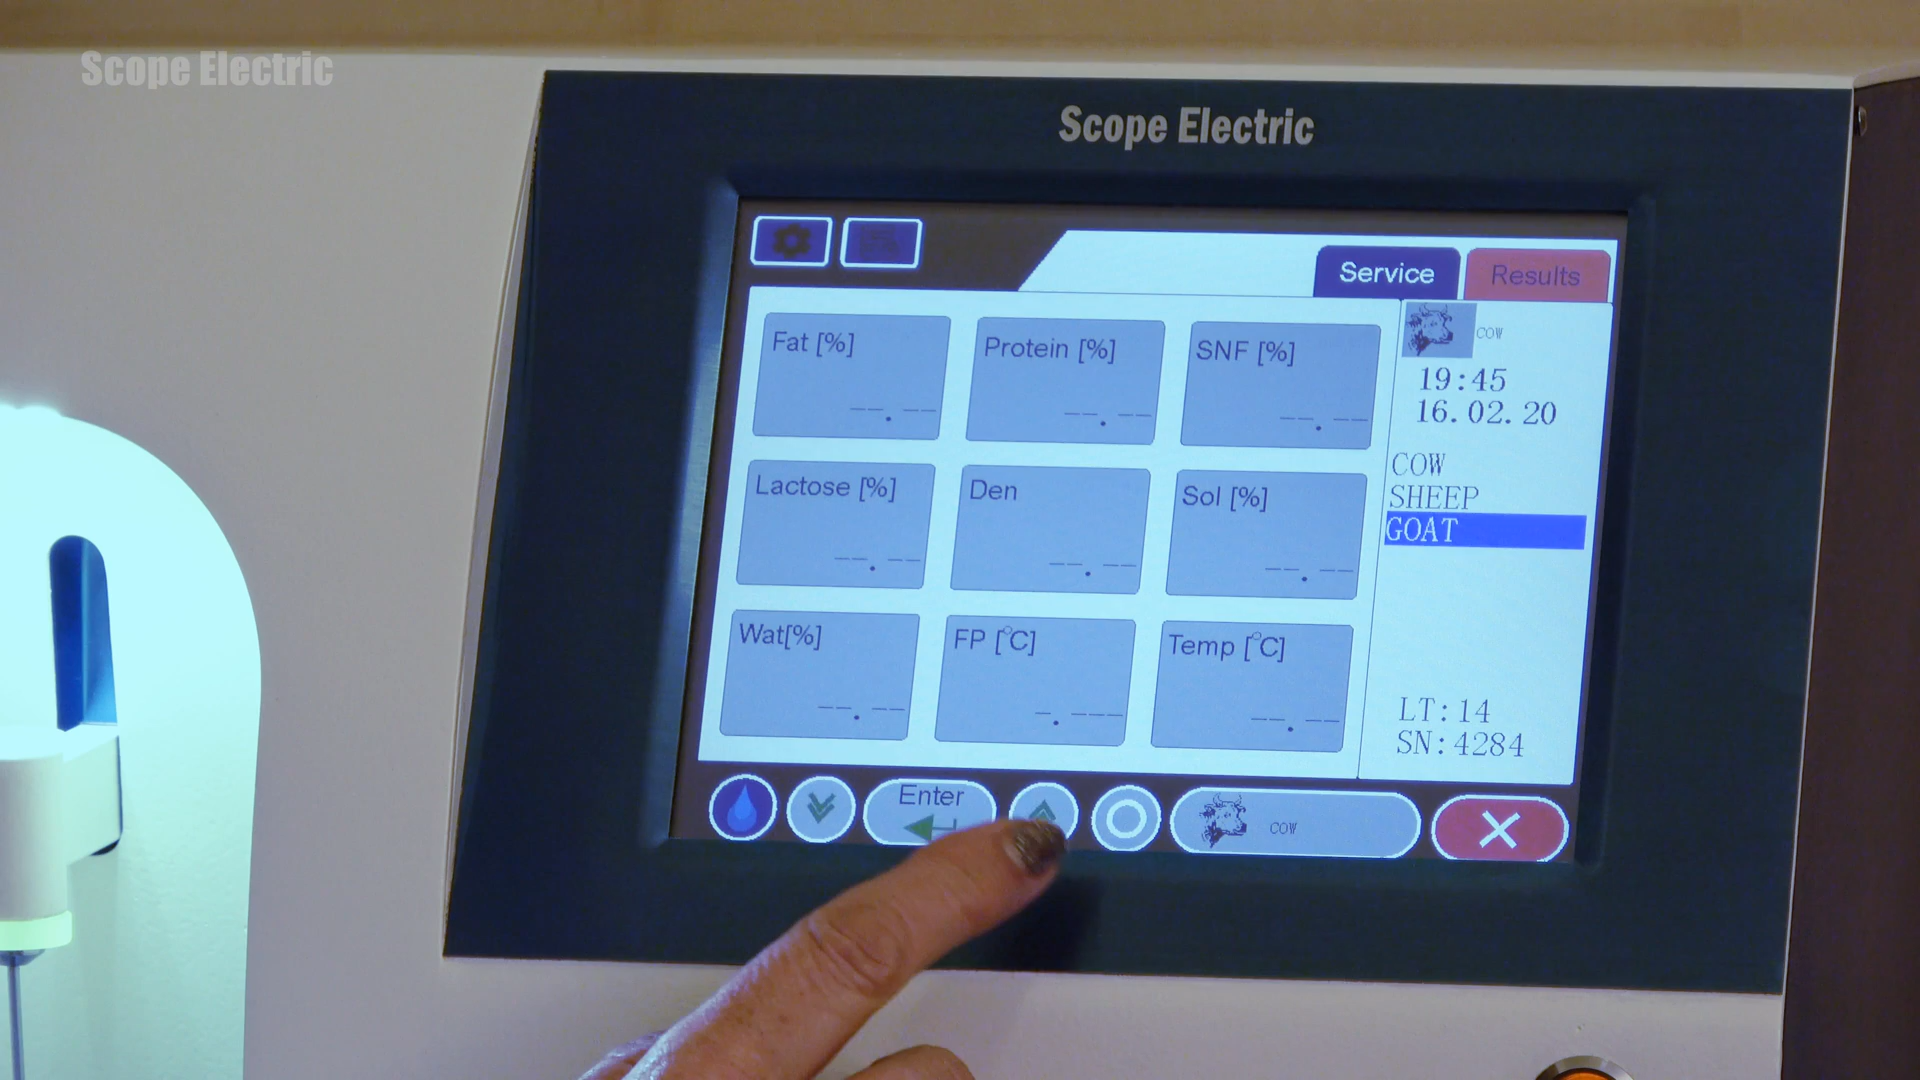 Scope Electric
Scope Electric
Service
Results
Fat [%]
Protein [%]
SNF [%]
--.--
--.--
--.--
Lactose [%]
Den
Sol [%]
--.--
--.--
--.--
Wat[%]
FP [°C]
Temp [°C]
--.--
-.---
--.--
COW
19:45
16.02.20
COW
SHEEP
GOAT
LT:14
SN:4284
Enter
COW